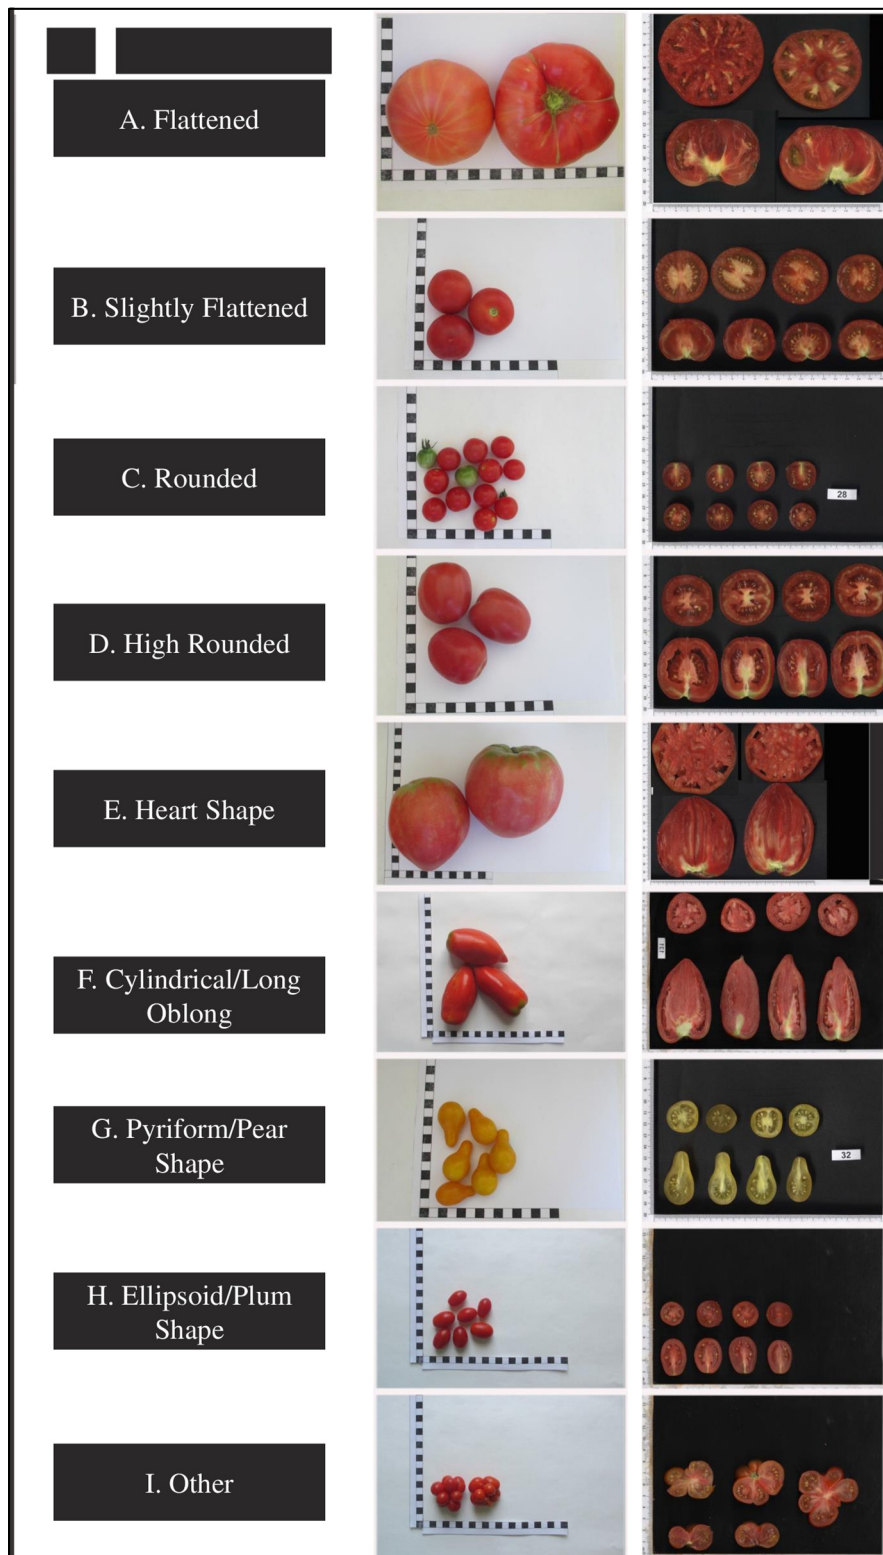 A. Flattened
B. Slightly Flattened
C. Rounded
28
D. High Rounded
E. Heart Shape
F. Cylindrical/Long
Oblong
G. Pyriform/Pear
Shape
32
H. Ellipsoid/Plum
Shape
I. Other